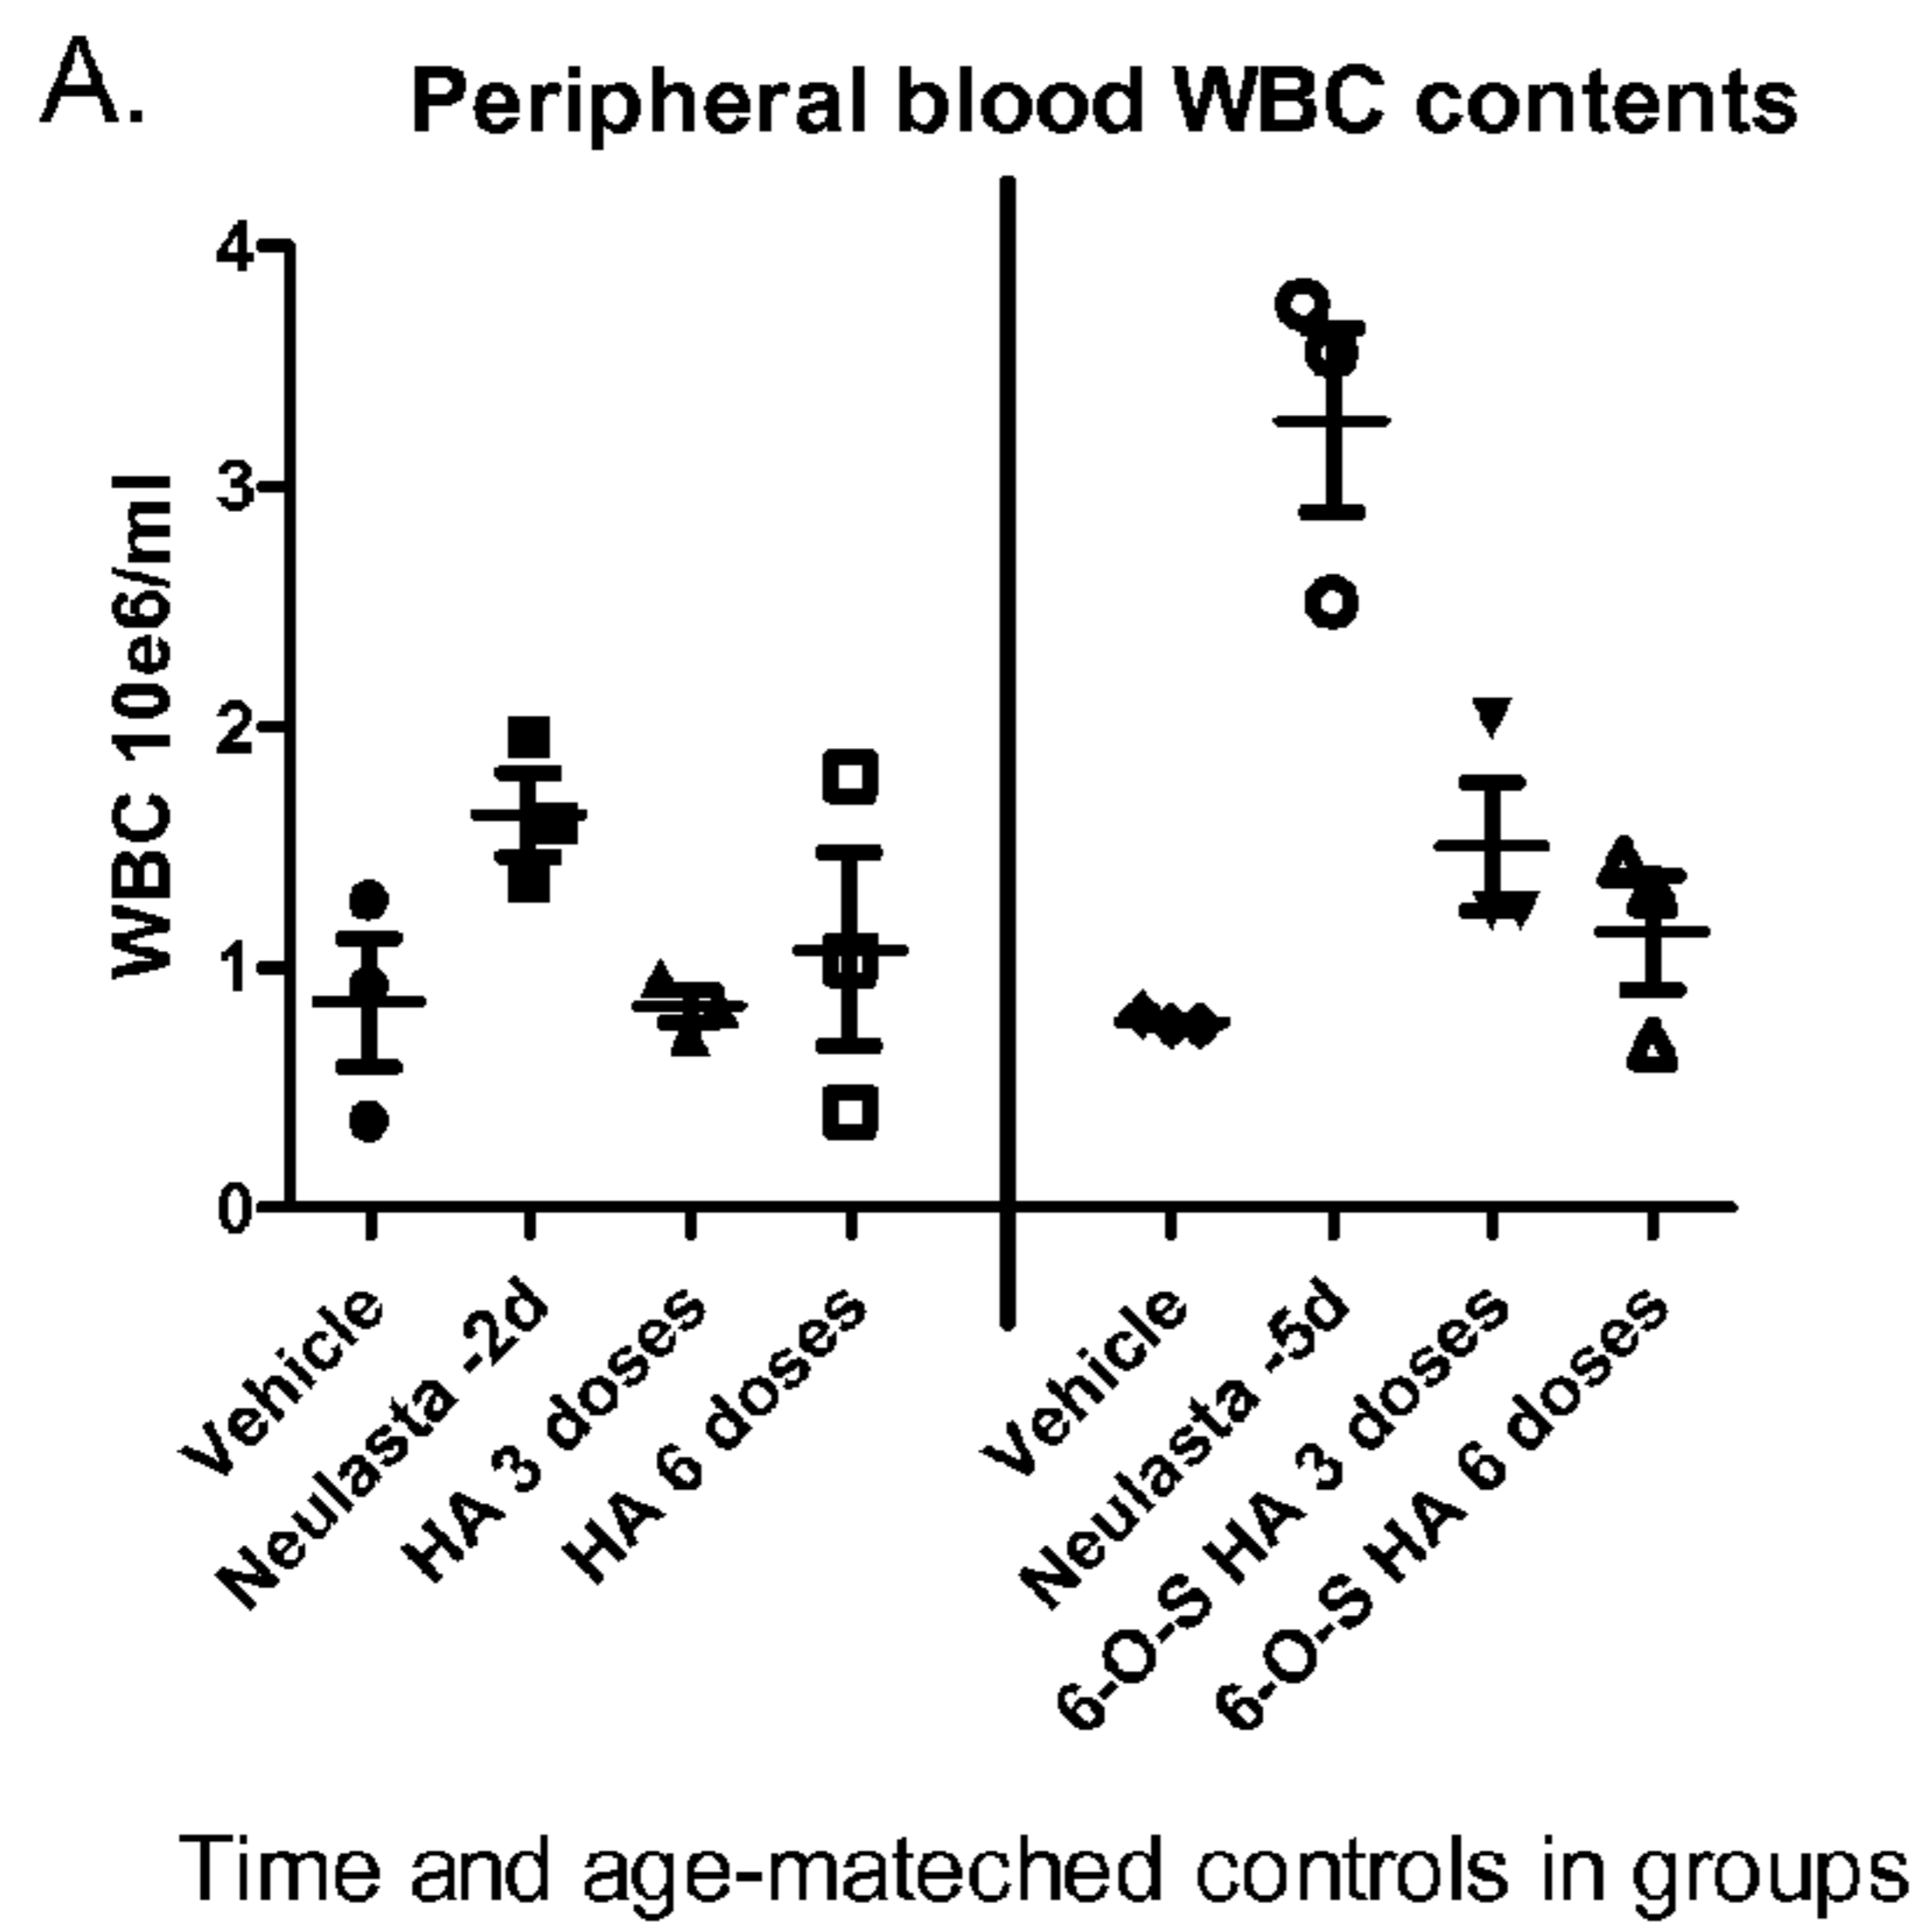 A.
Peripheral blood WBC contents
WBC 10e6/ml
4
3
2
1
0
Vehicle
Neulasta -2d
HA 3 doses
HA 6 doses
Vehicle
Neulasta -5d
6-O-S HA 3 doses
6-O-S HA 6 doses
Time and age-mateched controls in groups